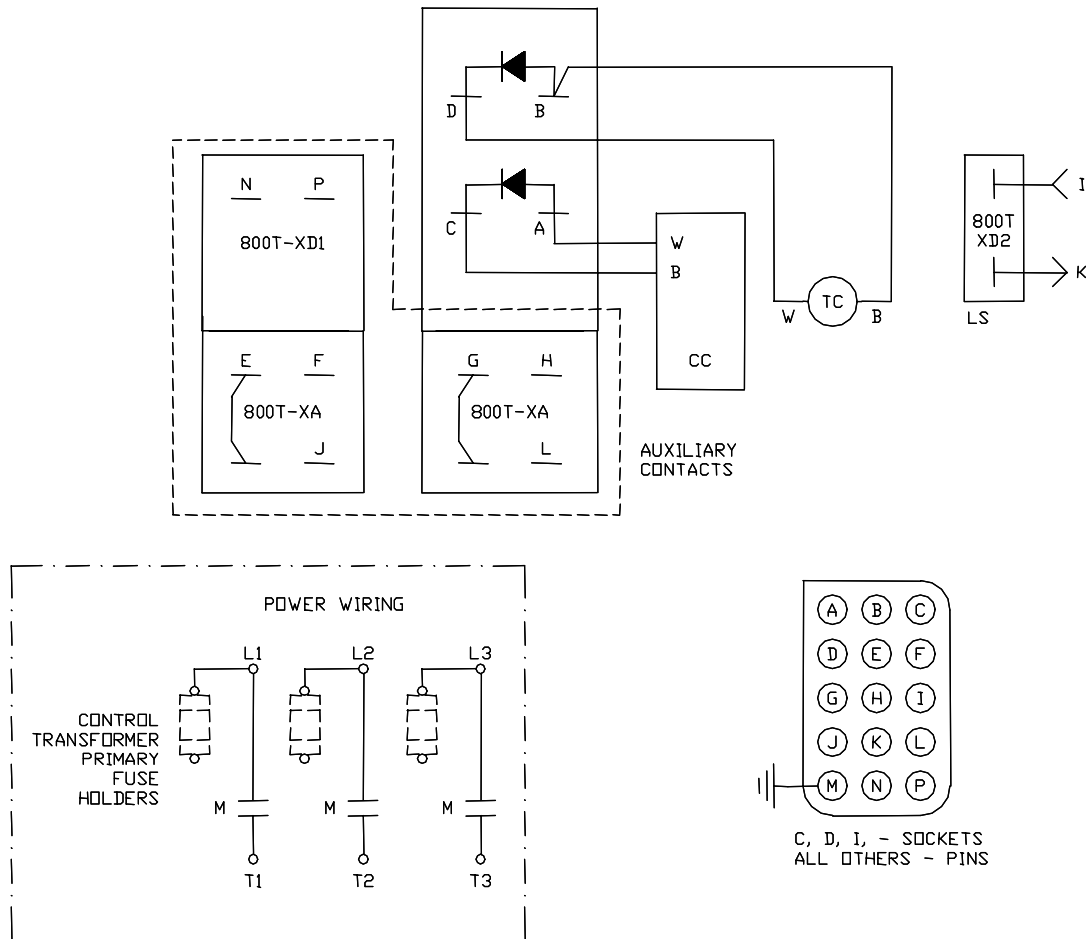 D B
N P
800T-XD1
C A
W
B
CC
W TC B
800T
XD2
I
K
LS
E F
800T-XA
J
G H
800T-XA
L
AUXILIARY
CONTACTS
POWER WIRING
L1 L2 L3
CONTROL
TRANSFORMER
PRIMARY
FUSE
HOLDERS
M M M
T1 T2 T3
A B C
D E F
G H I
J K L
M N P
C, D, I, - SOCKETS
ALL OTHERS - PINS